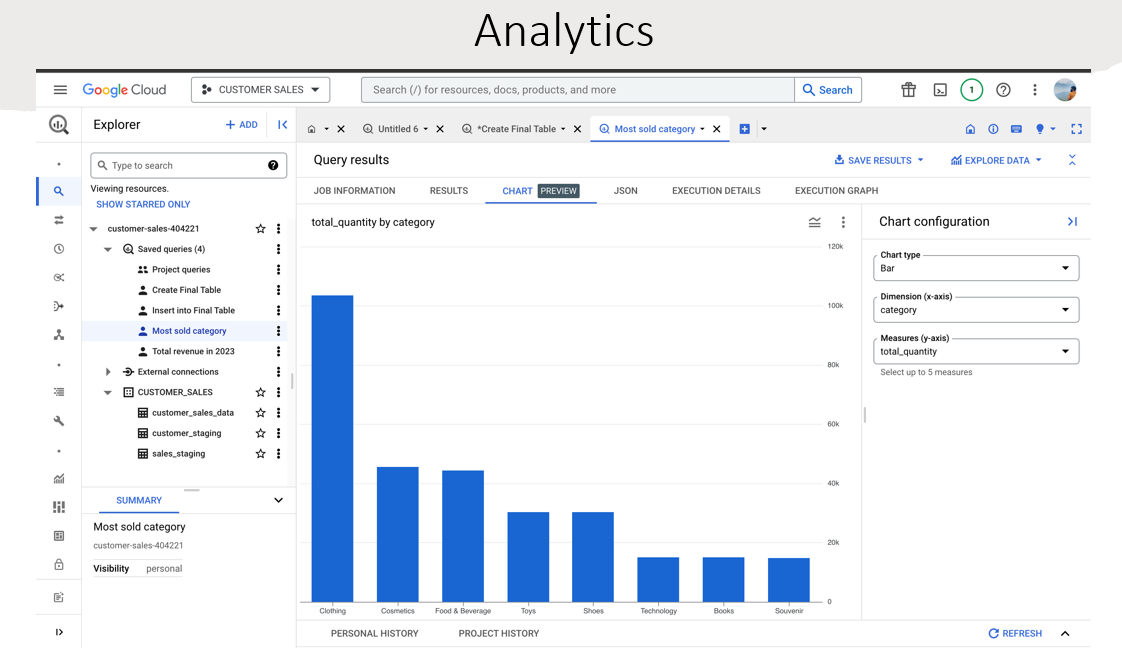 Analytics
Google Cloud
CUSTOMER SALES
Search (/) for resources, docs, products, and more
Search
1
Explorer
+ ADD
Untitled 6
*Create Final Table
Most sold category
Type to search
Viewing resources.
SHOW STARRED ONLY
customer-sales-404221
Saved queries (4)
Project queries
Create Final Table
Insert into Final Table
Most sold category
Total revenue in 2023
External connections
CUSTOMER_SALES
customer_sales_data
customer_staging
sales_staging
SUMMARY
Most sold category
customer-sales-404221
Visibility personal
Query results
SAVE RESULTS
EXPLORE DATA
JOB INFORMATION
RESULTS
CHART PREVIEW
JSON
EXECUTION DETAILS
EXECUTION GRAPH
total_quantity by category
120k
100k
80k
60k
40k
20k
0
Clothing
Cosmetics
Food & Beverage
Toys
Shoes
Technology
Books
Souvenir
Chart configuration
Chart type
Bar
Dimension (x-axis)
category
Measures (y-axis)
total_quantity
Select up to 5 measures
PERSONAL HISTORY
PROJECT HISTORY
REFRESH